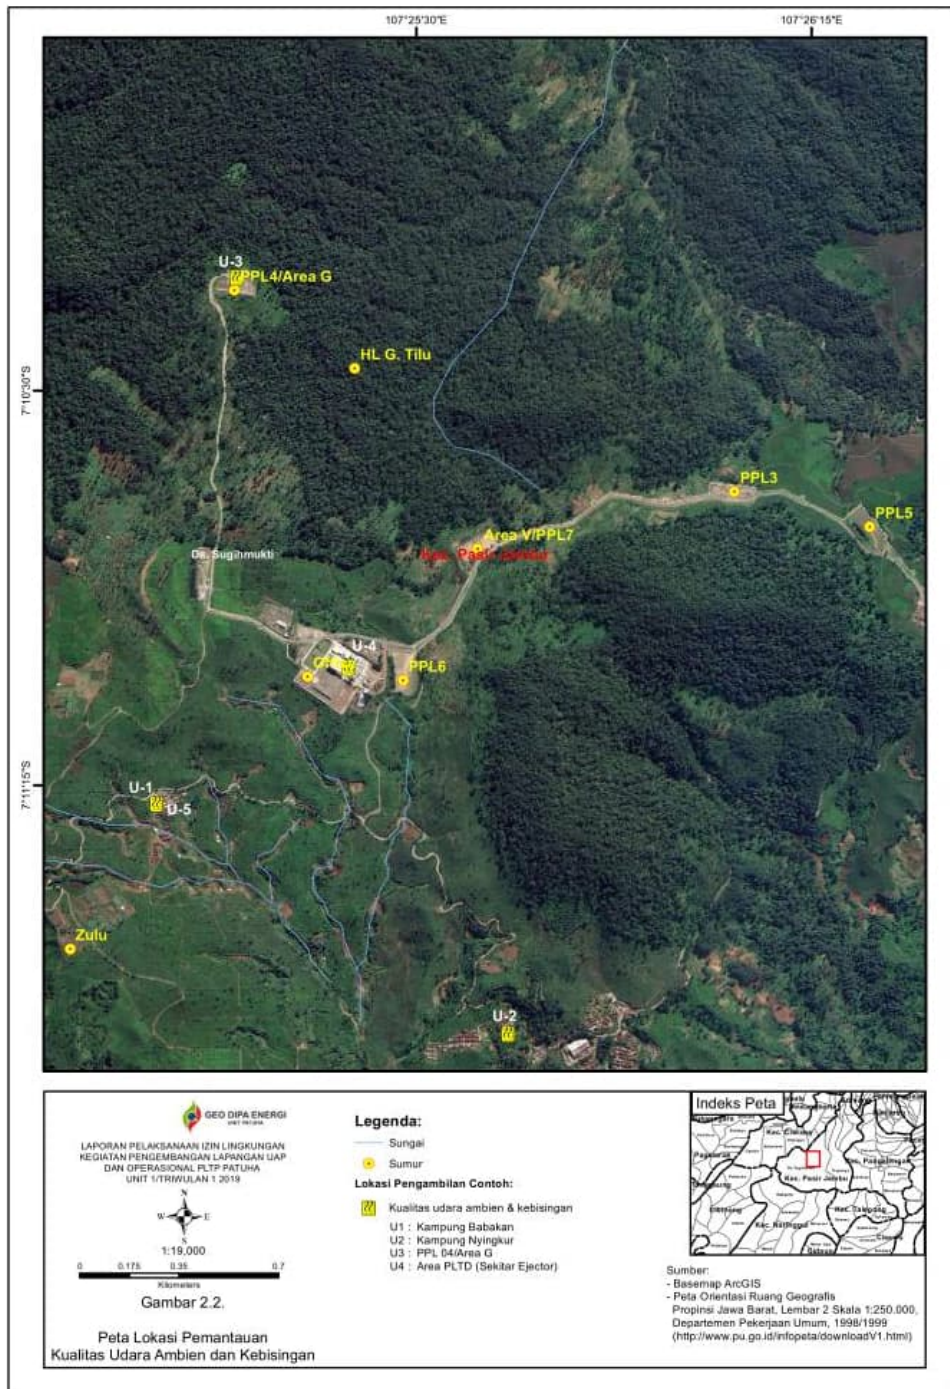 107°25'30"E
107°26'15"E
7°10'30"S
7°11'15"S
U-3
PPL4/Area G
HL G. Tilu
PPL3
PPL5
Area V/PPL7
De. Sugihmukti
U-4
PPL6
U-1
U-5
Zulu
U-2
GEO DIPA ENERGI
UNIT PATUHA
LAPORAN PELAKSANAAN IZIN LINGKUNGAN
KEGIATAN PENGEMBANGAN LAPANGAN UAP
DAN OPERASIONAL PLTP PATUHA
UNIT 1/TRIWULAN 1 2019
N
W
E
S
1:19,000
0 0.175 0.35 0.7
Kilometers
Gambar 2.2.
Peta Lokasi Pemantauan
Kualitas Udara Ambien dan Kebisingan
Legenda:
Sungai
Sumur
Lokasi Pengambilan Contoh:
Kualitas udara ambien & kebisingan
U1 : Kampung Babakan
U2 : Kampung Nyingkur
U3 : PPL 04/Area G
U4 : Area PLTD (Sekitar Ejector)
Indeks Peta
Kec. Pasir Jambu
Sumber:
- Basemap ArcGIS
- Peta Orientasi Ruang Geografis
Propinsi Jawa Barat, Lembar 2 Skala 1:250.000,
Departemen Pekerjaan Umum, 1998/1999
(http://www.pu.go.id/infopeta/downloadV1.html)